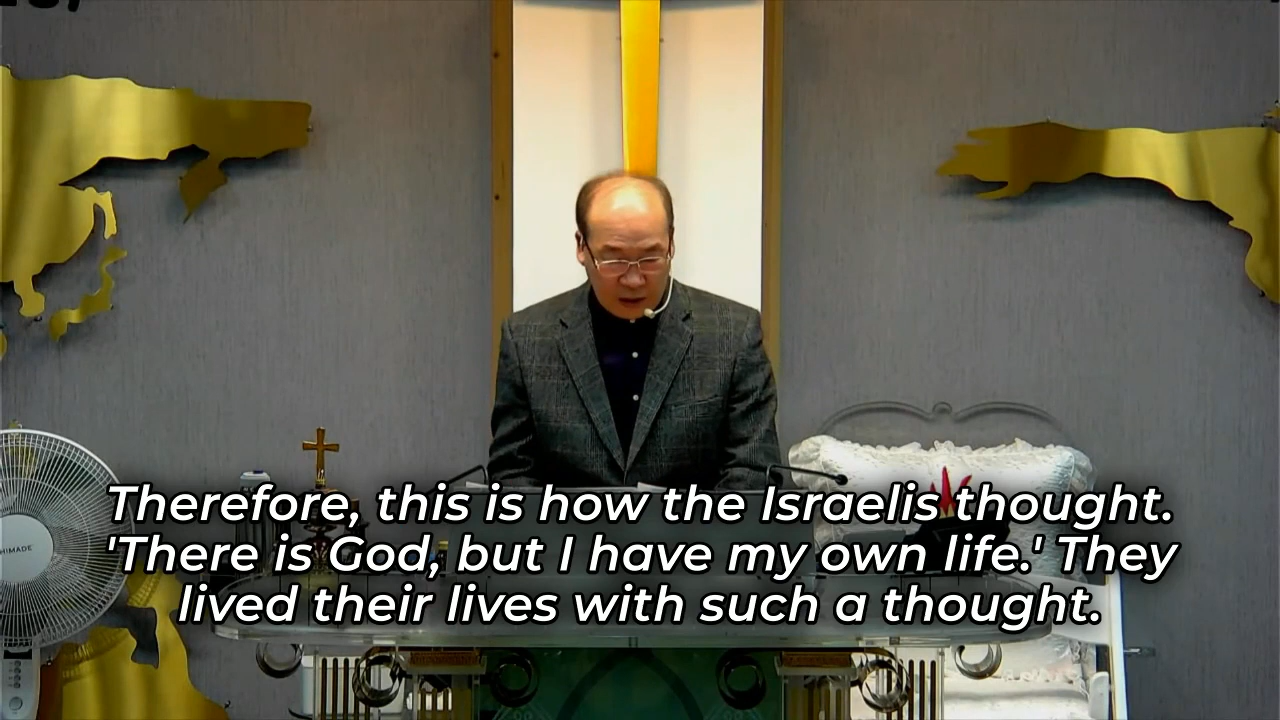 HIMADE
Therefore, this is how the Israelis thought.
'There is God, but I have my own life.' They
lived their lives with such a thought.